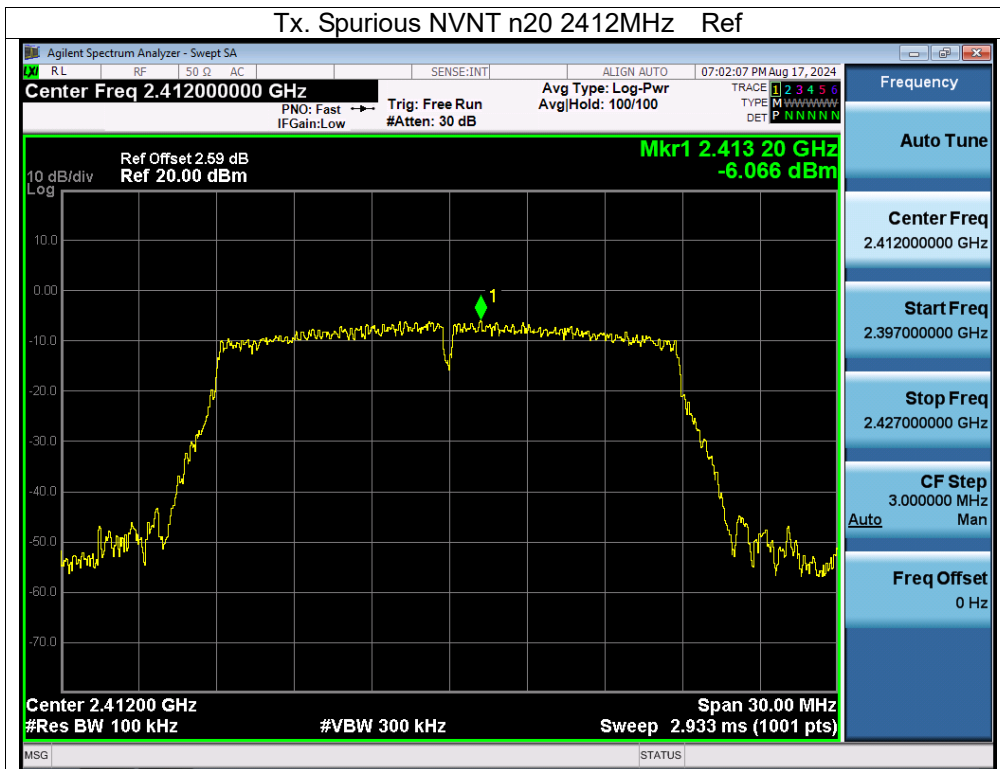 Tx. Spurious NVNT n20 2412MHz Ref
Agilent Spectrum Analyzer - Swept SA
LXI RL RF 50 Ω AC SENSE:INT ALIGN AUTO 07:02:07 PM Aug 17, 2024
Center Freq 2.412000000 GHz
PNO: Fast
IFGain:Low
Trig: Free Run
#Atten: 30 dB
Avg Type: Log-Pwr
Avg|Hold: 100/100
TRACE 1 2 3 4 5 6
TYPE M WWWWW
DET P N N N N N
Mkr1 2.413 20 GHz
-6.066 dBm
Ref Offset 2.59 dB
10 dB/div Ref 20.00 dBm
Log
10.0
0.00
1
-10.0
-20.0
-30.0
-40.0
-50.0
-60.0
-70.0
Center 2.41200 GHz Span 30.00 MHz
#Res BW 100 kHz #VBW 300 kHz Sweep 2.933 ms (1001 pts)
MSG STATUS
Frequency
Auto Tune
Center Freq
2.412000000 GHz
Start Freq
2.397000000 GHz
Stop Freq
2.427000000 GHz
CF Step
3.000000 MHz
Auto Man
Freq Offset
0 Hz